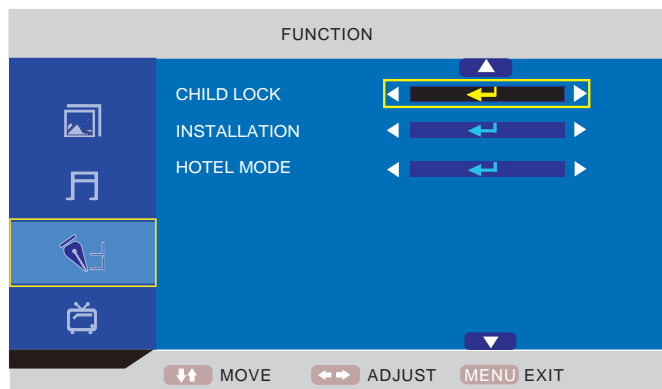 FUNCTION
CHILD LOCK
INSTALLATION
HOTEL MODE
MOVE ADJUST MENU EXIT